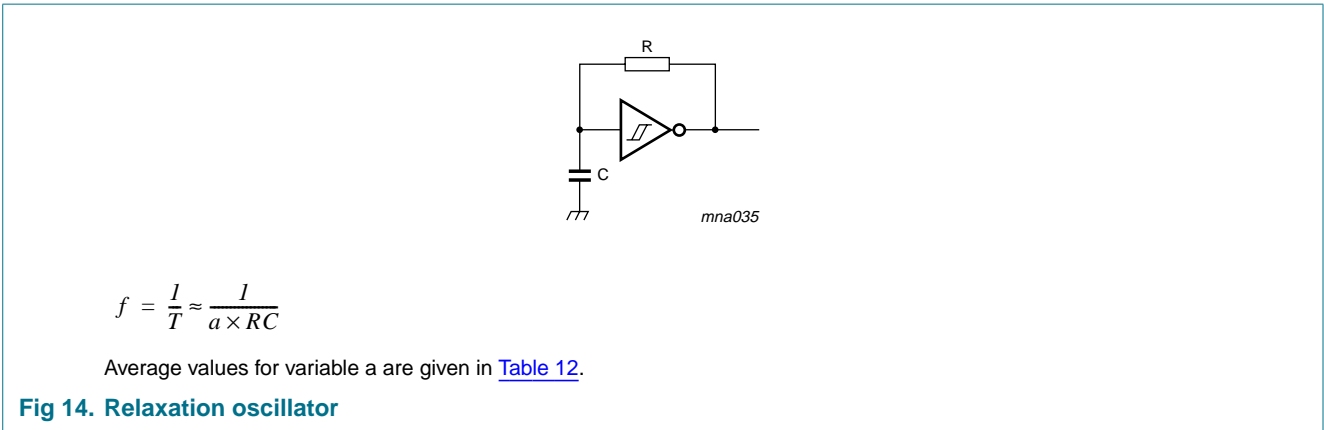 R
C
mna035
f = 1/T ≈ 1/(a × RC)
Average values for variable a are given in Table 12.
Fig 14. Relaxation oscillator